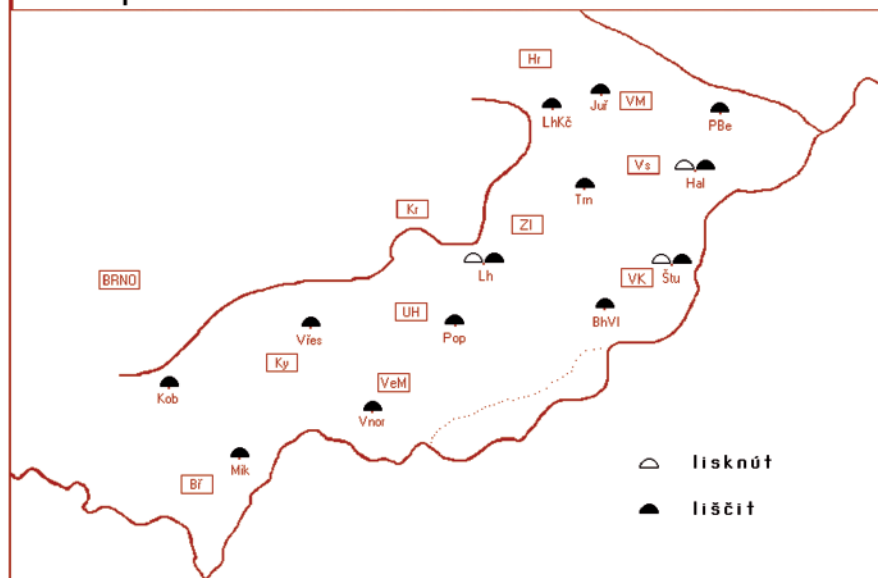 Hr
Juř
VM
LhKč
PBe
Vs
Hal
Trn
Kr
Zl
BRNO
Lh
VK
Štu
UH
BhVl
Vřes
Pop
Ky
VeM
Kob
Vnor
Mik
Bř
lisknút
liščit